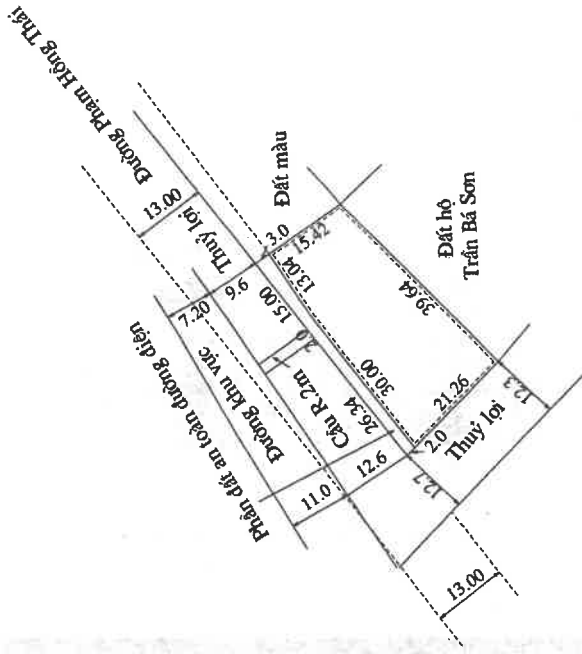 Đường Phạm Hồng Thái
13.00
Thuỷ lợi
Đất màu
3.0
15.42
13.04
7.20
9.6
15.00
2.0
Phần đất an toàn đường điện
Đường khu vực
Cầu R.2m
30.00
26.34
39.64
Đất hộ
Trần Bá Sơn
11.0
12.6
21.26
2.0
Thuỷ lợi
12.3
12.7
13.00